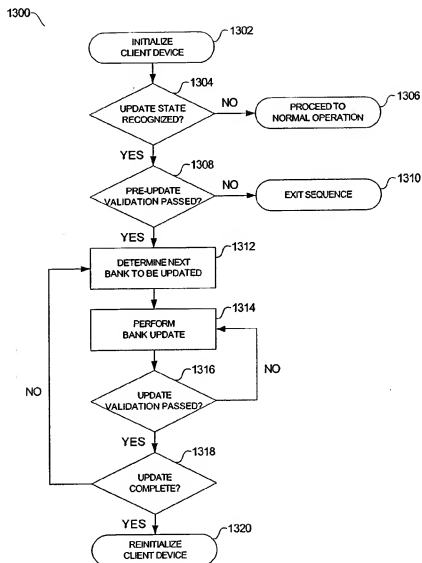 1300
INITIALIZE
CLIENT DEVICE
1302
1304
UPDATE STATE
RECOGNIZED?
NO
PROCEED TO
NORMAL OPERATION
1306
YES
1308
PRE-UPDATE
VALIDATION PASSED?
NO
EXIT SEQUENCE
1310
YES
1312
DETERMINE NEXT
BANK TO BE UPDATED
1314
PERFORM
BANK UPDATE
1316
UPDATE
VALIDATION PASSED?
NO
NO
YES
1318
UPDATE
COMPLETE?
YES
1320
REINITIALIZE
CLIENT DEVICE